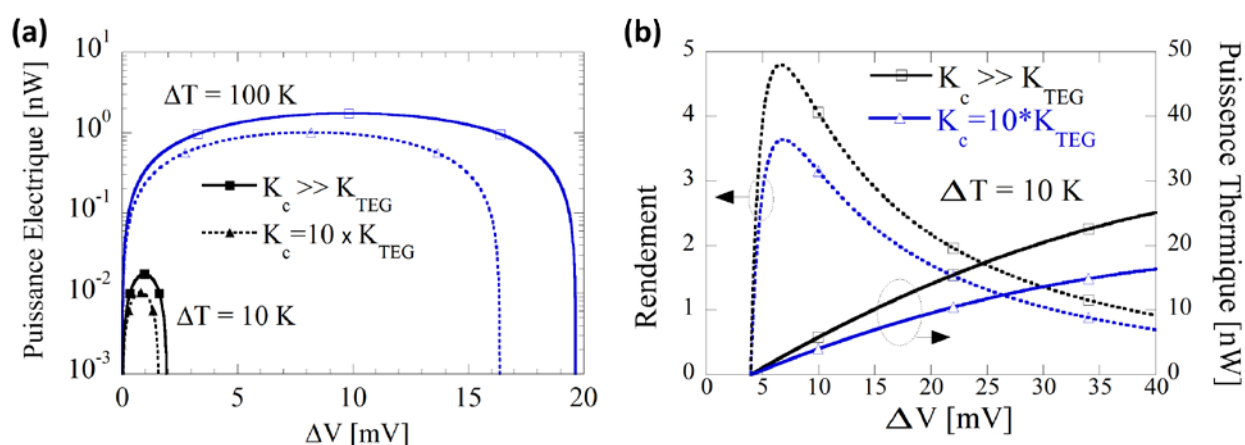 (a)
Puissance Electrique [nW]
10¹
10⁰
10⁻¹
10⁻²
10⁻³
ΔT = 100 K
K_c >> K_TEG
K_c =10 x K_TEG
ΔT = 10 K
0 5 10 15 20
ΔV [mV]
(b)
Rendement
5
4
3
2
1
0
K_c >> K_TEG
K_c =10*K_TEG
ΔT = 10 K
0 5 10 15 20 25 30 35 40
ΔV [mV]
50
40
30
20
10
0
Puissence Thermique [nW]